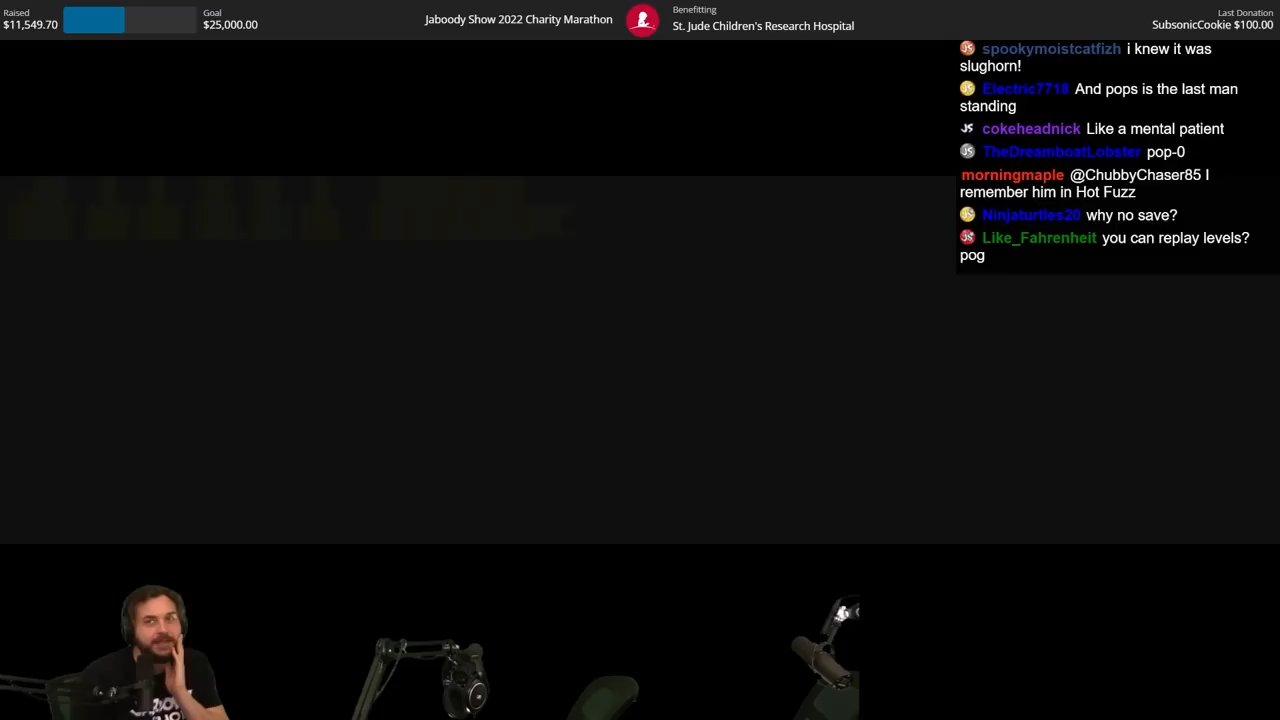 Raised
$11,549.70
Goal
$25,000.00
Jaboody Show 2022 Charity Marathon
Benefitting
St. Jude Children's Research Hospital
Last Donation
SubsonicCookie $100.00
spookymoistcatfizh i knew it was
slughorn!
Electric7718 And pops is the last man
standing
cokeheadnick Like a mental patient
TheDreamboatLobster pop-0
morningmaple @ChubbyChaser85 I
remember him in Hot Fuzz
Ninjaturtles20 why no save?
Like_Fahrenheit you can replay levels?
pog